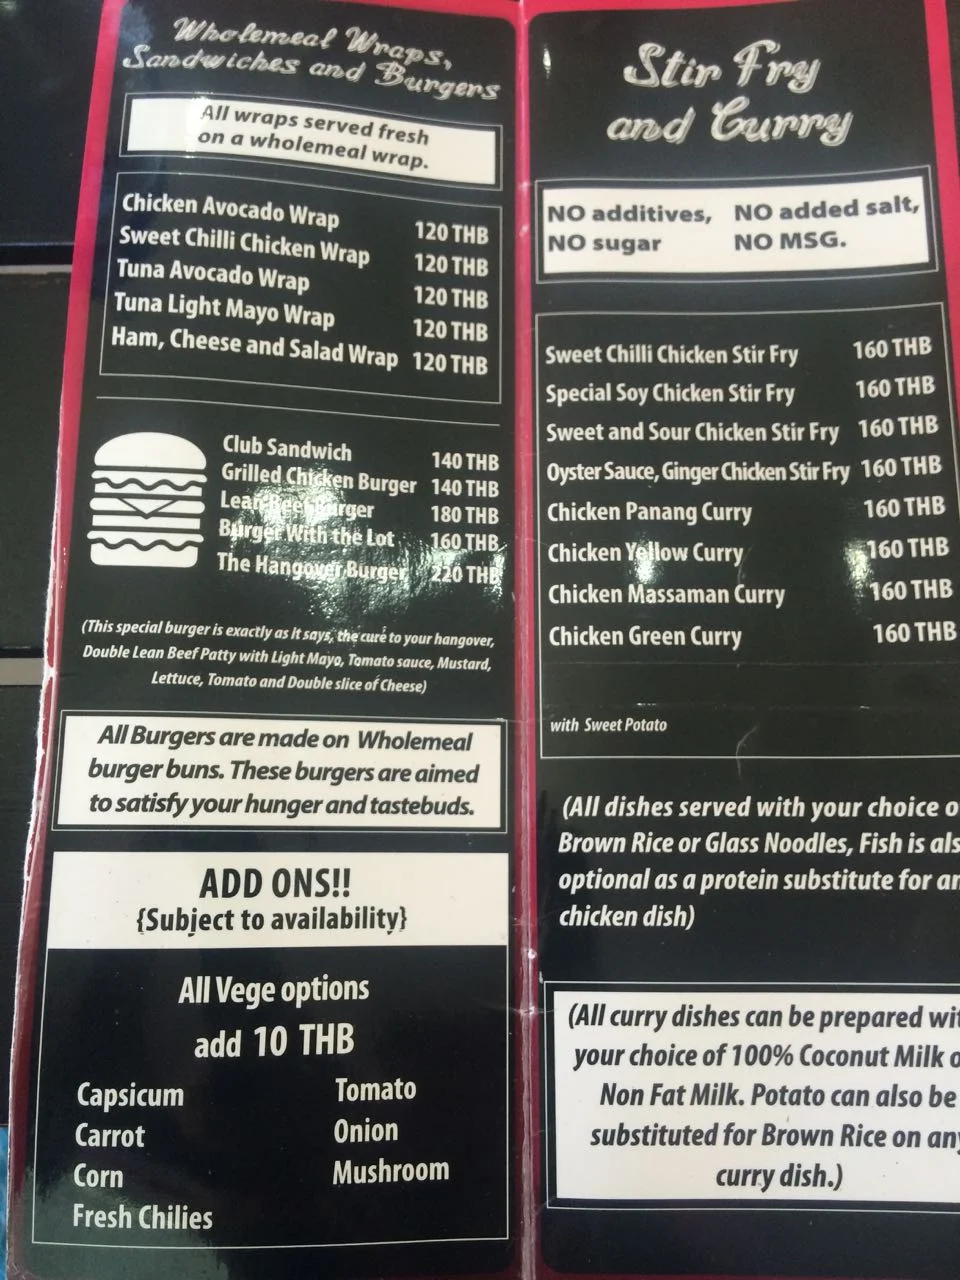 Wholemeal Wraps,
Sandwiches and Burgers
All wraps served fresh
on a wholemeal wrap.
Chicken Avocado Wrap 120 THB
Sweet Chilli Chicken Wrap 120 THB
Tuna Avocado Wrap 120 THB
Tuna Light Mayo Wrap 120 THB
Ham, Cheese and Salad Wrap 120 THB
Club Sandwich 140 THB
Grilled Chicken Burger 140 THB
Lean Beef Burger 180 THB
Burger With the Lot 160 THB
The Hangover Burger 220 THB
(This special burger is exactly as it says, the cure to your hangover,
Double Lean Beef Patty with Light Mayo, Tomato sauce, Mustard,
Lettuce, Tomato and Double slice of Cheese)
All Burgers are made on Wholemeal
burger buns. These burgers are aimed
to satisfy your hunger and tastebuds.
ADD ONS!!
{Subject to availability}
All Vege options
add 10 THB
Capsicum
Carrot
Corn
Fresh Chilies
Tomato
Onion
Mushroom
Stir Fry
and Curry
NO additives, NO added salt,
NO sugar NO MSG.
Sweet Chilli Chicken Stir Fry 160 THB
Special Soy Chicken Stir Fry 160 THB
Sweet and Sour Chicken Stir Fry 160 THB
Oyster Sauce, Ginger Chicken Stir Fry 160 THB
Chicken Panang Curry 160 THB
Chicken Yellow Curry 160 THB
Chicken Massaman Curry 160 THB
Chicken Green Curry 160 THB
with Sweet Potato
(All dishes served with your choice o
Brown Rice or Glass Noodles, Fish is als
optional as a protein substitute for an
chicken dish)
(All curry dishes can be prepared wit
your choice of 100% Coconut Milk o
Non Fat Milk. Potato can also be
substituted for Brown Rice on any
curry dish.)